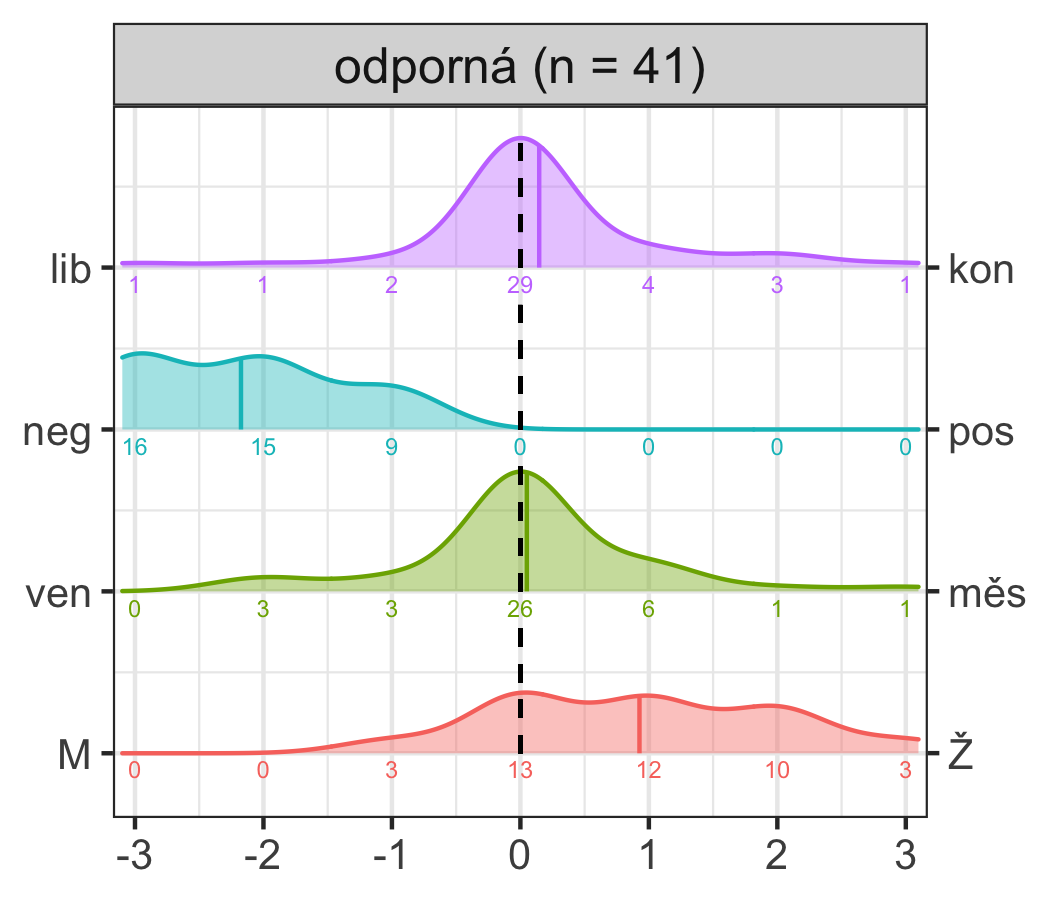 odporná (n = 41)
lib kon
1 1 2 29 4 3 1
neg pos
16 15 9 0 0 0 0
ven měs
0 3 3 26 6 1 1
M Ž
0 0 3 13 12 10 3
-3 -2 -1 0 1 2 3